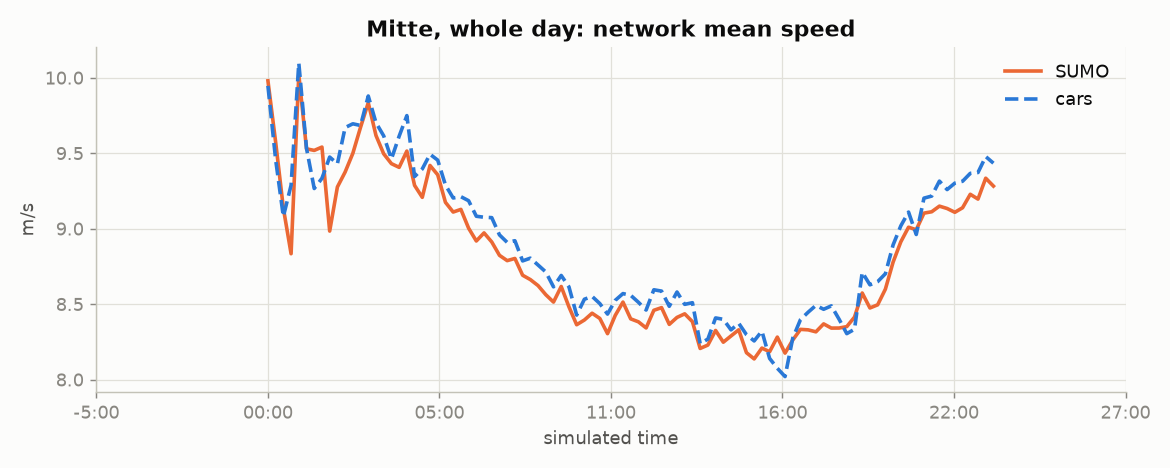 Mitte, whole day: network mean speed
SUMO
cars
10.0
9.5
9.0
8.5
8.0
m/s
-5:00
00:00
05:00
11:00
16:00
22:00
27:00
simulated time